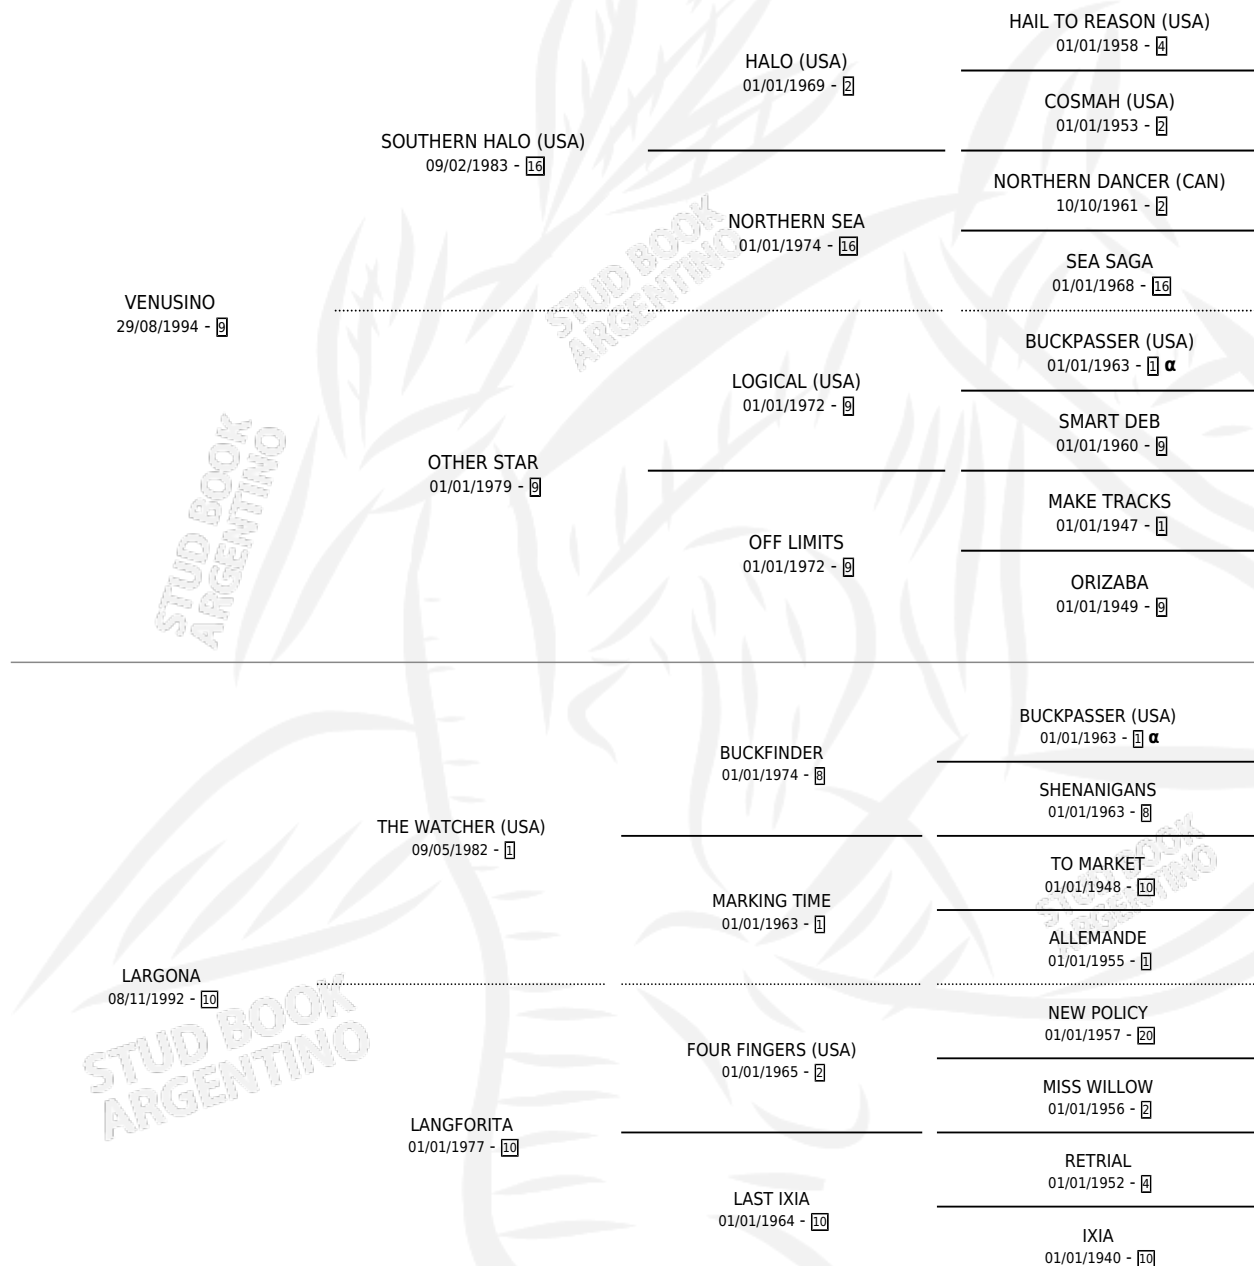 HAIL TO REASON (USA)
01/01/1958 - 4
HALO (USA)
01/01/1969 - 2
COSMAH (USA)
01/01/1953 - 2
SOUTHERN HALO (USA)
09/02/1983 - 16
NORTHERN DANCER (CAN)
10/10/1961 - 2
NORTHERN SEA
01/01/1974 - 16
SEA SAGA
01/01/1968 - 16
STUD BOOK
ARGENTINO
VENUSINO
29/08/1994 - 9
BUCKPASSER (USA)
01/01/1963 - 1 α
LOGICAL (USA)
01/01/1972 - 9
SMART DEB
01/01/1960 - 9
OTHER STAR
01/01/1979 - 9
MAKE TRACKS
01/01/1947 - 1
OFF LIMITS
01/01/1972 - 9
ORIZABA
01/01/1949 - 9
STUD BOOK
ARGENTINO
BUCKPASSER (USA)
01/01/1963 - 1 α
BUCKFINDER
01/01/1974 - 8
SHENANIGANS
01/01/1963 - 8
THE WATCHER (USA)
09/05/1982 - 1
TO MARKET
01/01/1948 - 10
MARKING TIME
01/01/1963 - 1
ALLEMANDE
01/01/1955 - 1
STUD BOOK
ARGENTINO
LARGONA
08/11/1992 - 10
NEW POLICY
01/01/1957 - 20
FOUR FINGERS (USA)
01/01/1965 - 2
MISS WILLOW
01/01/1956 - 2
STUD BOOK
ARGENTINO
LANGFORITA
01/01/1977 - 10
RETRIAL
01/01/1952 - 4
LAST IXIA
01/01/1964 - 10
IXIA
01/01/1940 - 10